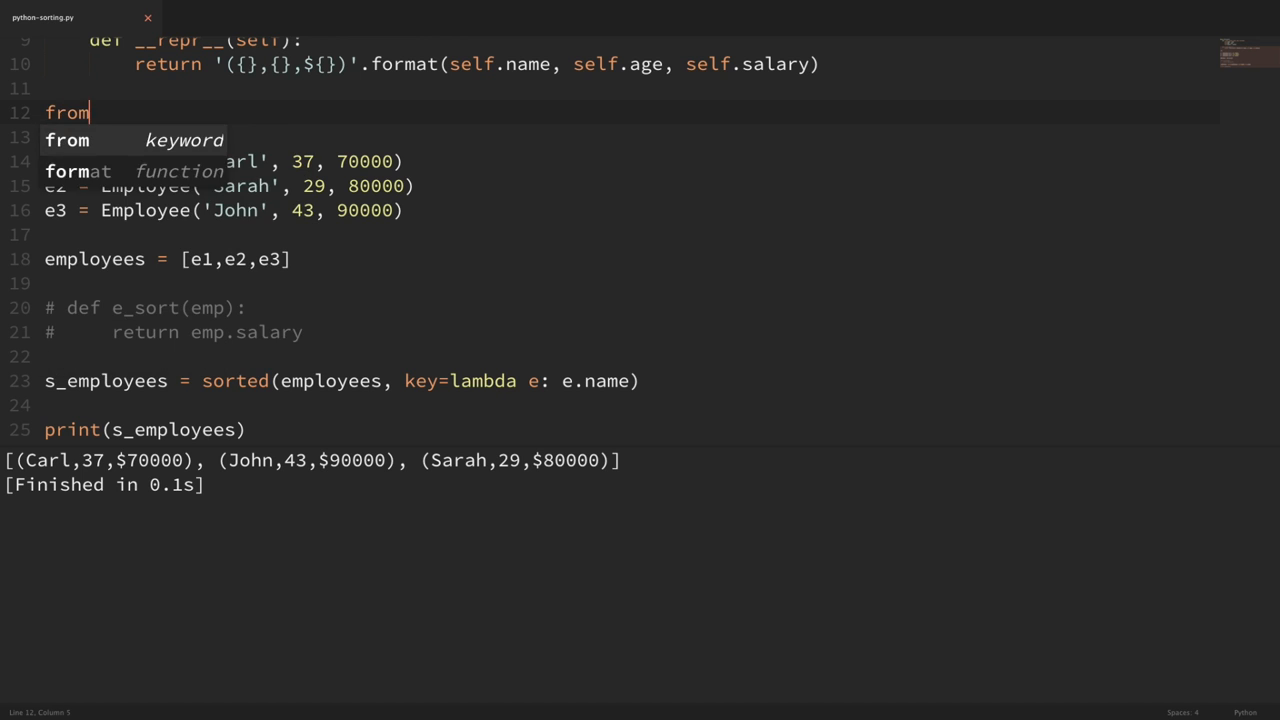 python-sorting.py ×
9     def __repr__(self):
10         return '({},{},${})'.format(self.name, self.age, self.salary)
11
12 from
13 from keyword
14 arl', 37, 70000)
format function
15 e2 = Employee('Sarah', 29, 80000)
16 e3 = Employee('John', 43, 90000)
17
18 employees = [e1,e2,e3]
19
20 # def e_sort(emp):
21 #     return emp.salary
22
23 s_employees = sorted(employees, key=lambda e: e.name)
24
25 print(s_employees)
[(Carl,37,$70000), (John,43,$90000), (Sarah,29,$80000)]
[Finished in 0.1s]
Line 12, Column 5 Spaces: 4 Python